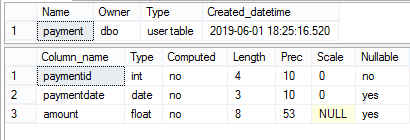 Name Owner Type Created_datetime
1 payment dbo user table 2019-06-01 18:25:16.520
Column_name Type Computed Length Prec Scale Nullable
1 paymentid int no 4 10 0 no
2 paymentdate date no 3 10 0 yes
3 amount float no 8 53 NULL yes